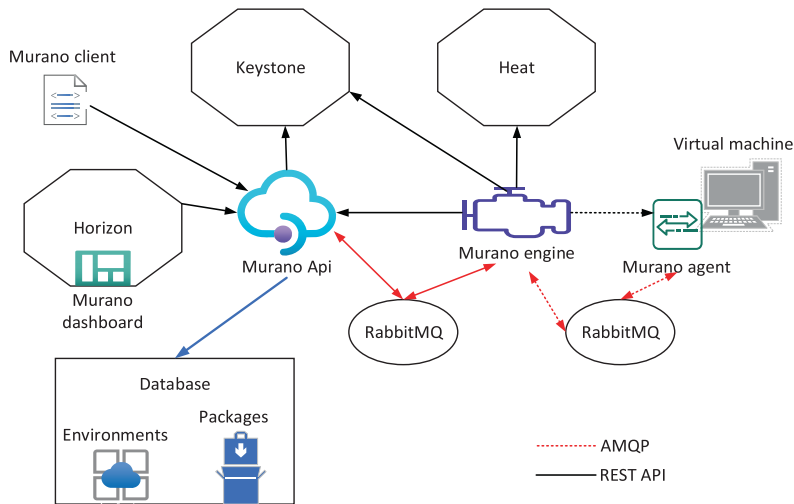 Murano client
Keystone
Heat
Virtual machine
Horizon
Murano Api
Murano engine
Murano agent
Murano
dashboard
RabbitMQ
RabbitMQ
Database
Packages
Environments
AMQP
REST API